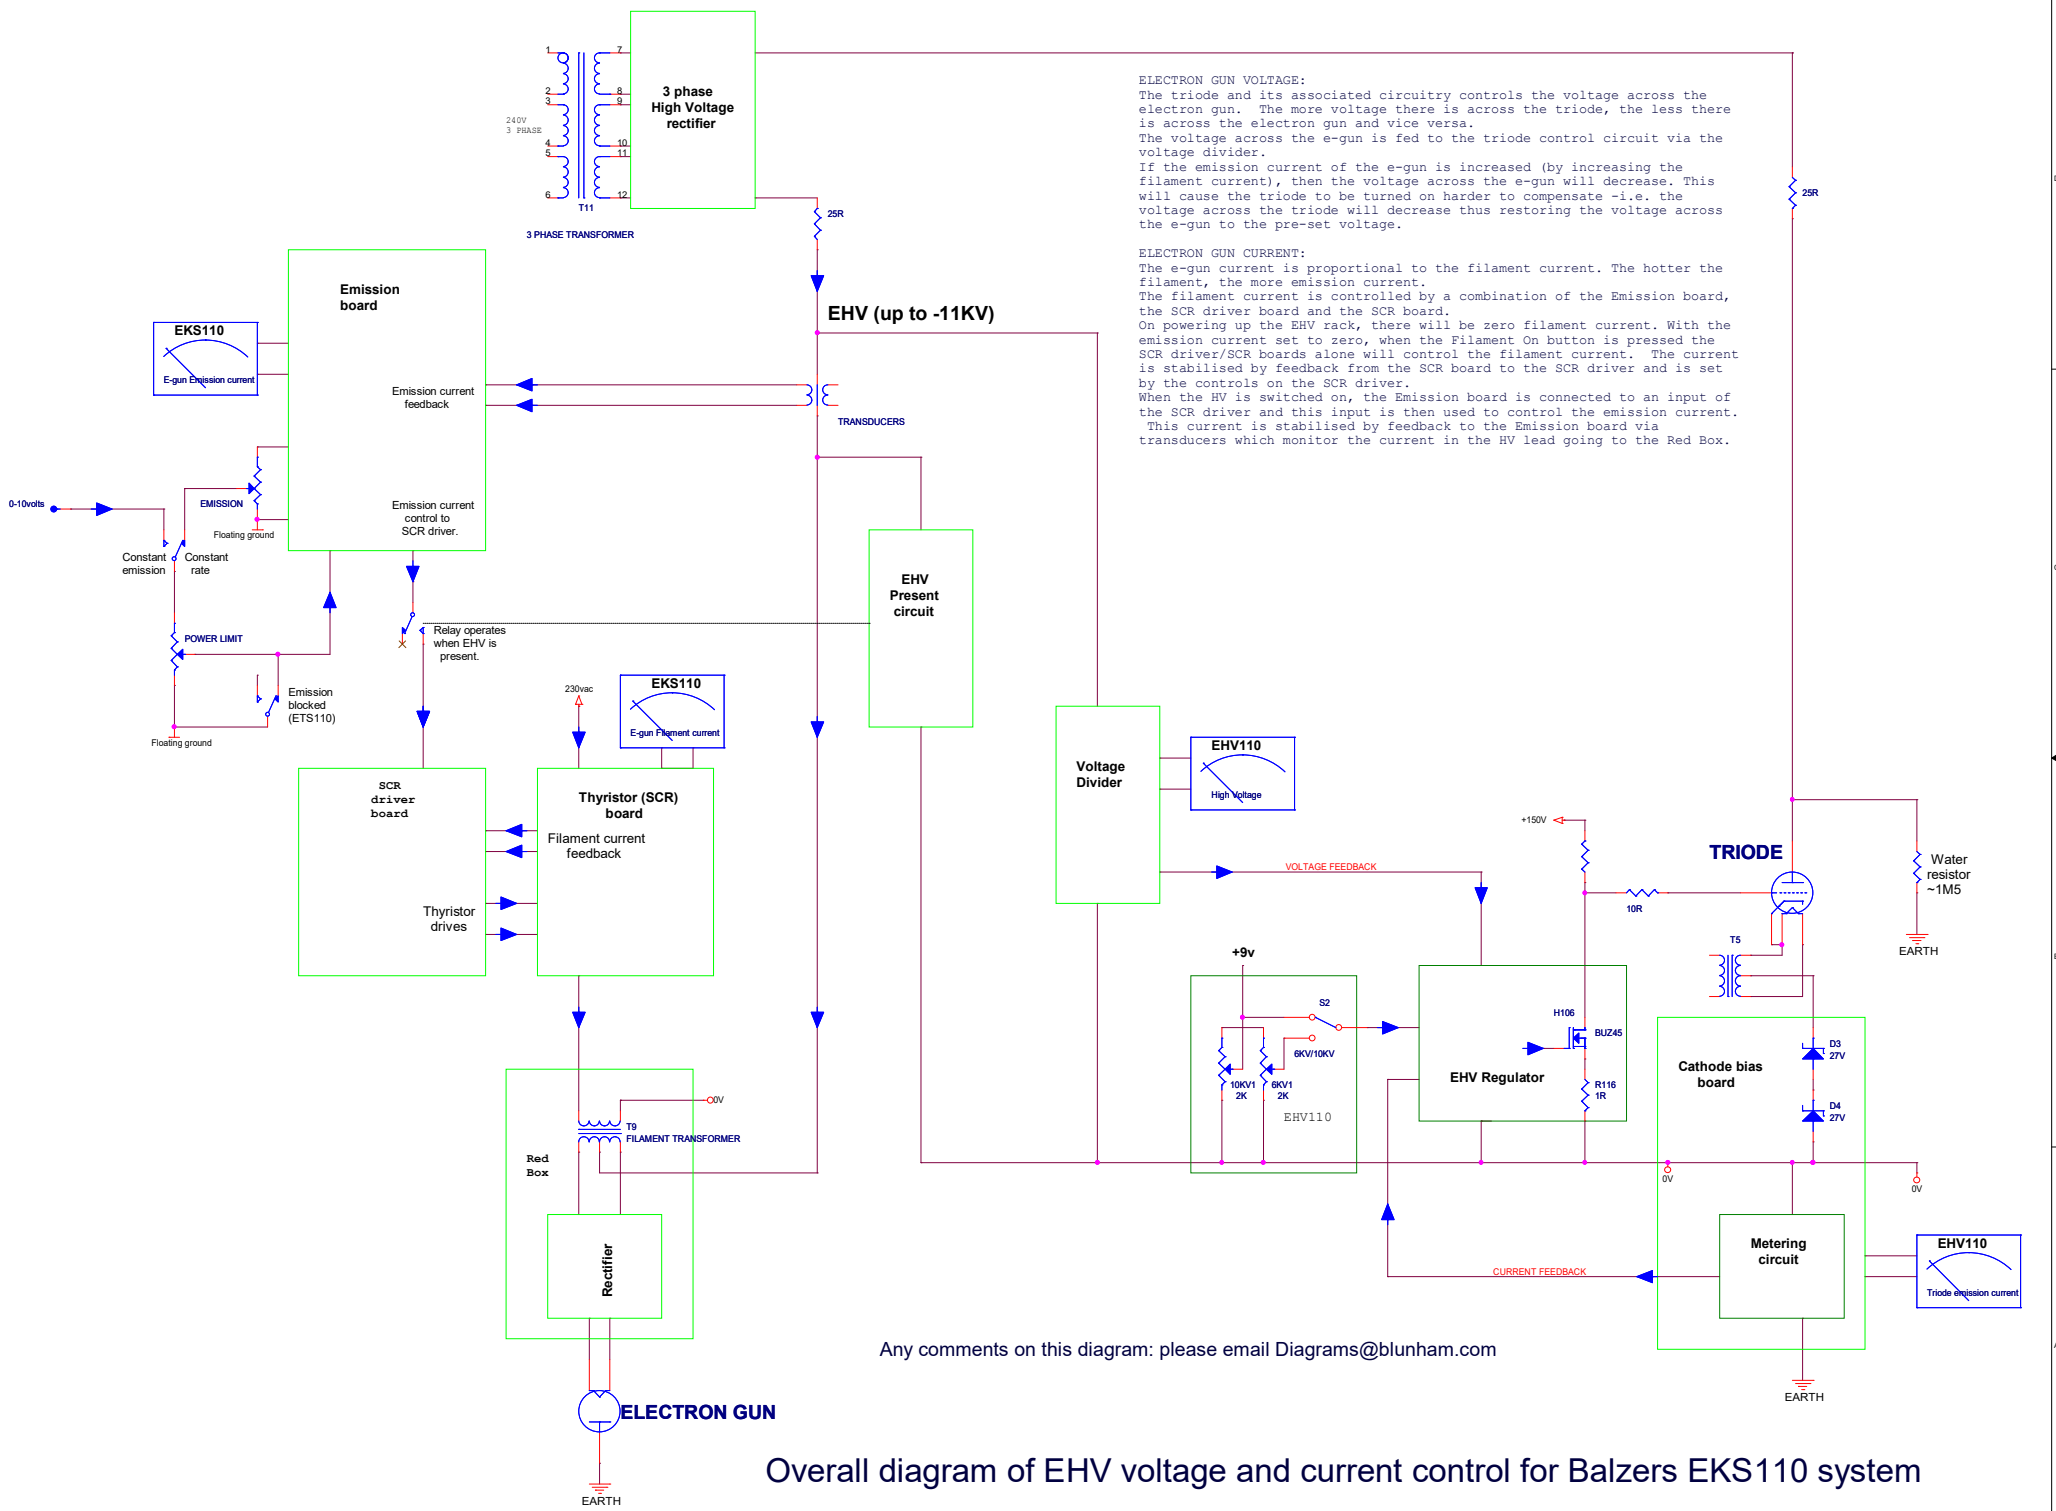 1
2
3
4
5
6
7
8
9
10
11
12
240V
3 PHASE
T11
3 PHASE TRANSFORMER
3 phase
High Voltage
rectifier
25R
25R
ELECTRON GUN VOLTAGE:
The triode and its associated circuitry controls the voltage across the
electron gun.  The more voltage there is across the triode, the less there
is across the electron gun and vice versa.
The voltage across the e-gun is fed to the triode control circuit via the
voltage divider.
If the emission current of the e-gun is increased (by increasing the
filament current), then the voltage across the e-gun will decrease. This
will cause the triode to be turned on harder to compensate -i.e. the
voltage across the triode will decrease thus restoring the voltage across
the e-gun to the pre-set voltage.
ELECTRON GUN CURRENT:
The e-gun current is proportional to the filament current. The hotter the
filament, the more emission current.
The filament current is controlled by a combination of the Emission board,
the SCR driver board and the SCR board.
On powering up the EHV rack, there will be zero filament current. With the
emission current set to zero, when the Filament On button is pressed the
SCR driver/SCR boards alone will control the filament current.  The current
is stabilised by feedback from the SCR board to the SCR driver and is set
by the controls on the SCR driver.
When the HV is switched on, the Emission board is connected to an input of
the SCR driver and this input is then used to control the emission current.
This current is stabilised by feedback to the Emission board via
transducers which monitor the current in the HV lead going to the Red Box.
Emission
board
EKS110
E-gun Emission current
EHV (up to -11KV)
Emission current
feedback
TRANSDUCERS
0-10volts
EMISSION
Floating ground
Emission current
control to
SCR driver.
Constant
emission
Constant
rate
POWER LIMIT
Relay operates
when EHV is
present.
EHV
Present
circuit
Emission
blocked
(ETS110)
Floating ground
230vac
EKS110
E-gun Filament current
SCR
driver
board
Thyristor (SCR)
board
Filament current
feedback
Thyristor
drives
Voltage
Divider
EHV110
High Voltage
VOLTAGE FEEDBACK
+150V
10R
TRIODE
Water
resistor
~1M5
EARTH
T5
+9v
S2
6KV/10KV
10KV1
2K
6KV1
2K
EHV110
H106
BUZ45
R116
1R
EHV Regulator
Cathode bias
board
D3
27V
D4
27V
0V
0V
0V
T9
FILAMENT TRANSFORMER
Red
Box
Rectifier
Metering
circuit
EHV110
Triode emission current
CURRENT FEEDBACK
EARTH
Any comments on this diagram: please email Diagrams@blunham.com
ELECTRON GUN
EARTH
Overall diagram of EHV voltage and current control for Balzers EKS110 system